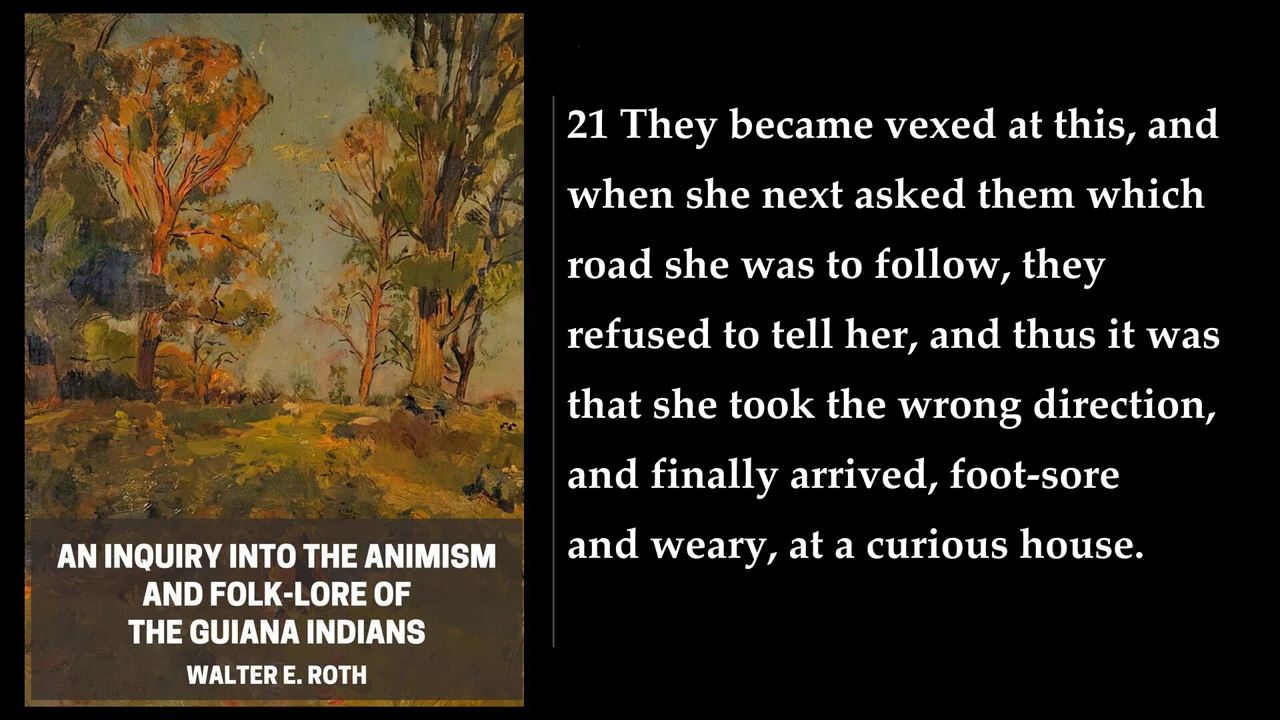 21 They became vexed at this, and
when she next asked them which
road she was to follow, they
refused to tell her, and thus it was
that she took the wrong direction,
and finally arrived, foot-sore
and weary, at a curious house.
AN INQUIRY INTO THE ANIMISM
AND FOLK-LORE OF
THE GUIANA INDIANS
WALTER E. ROTH